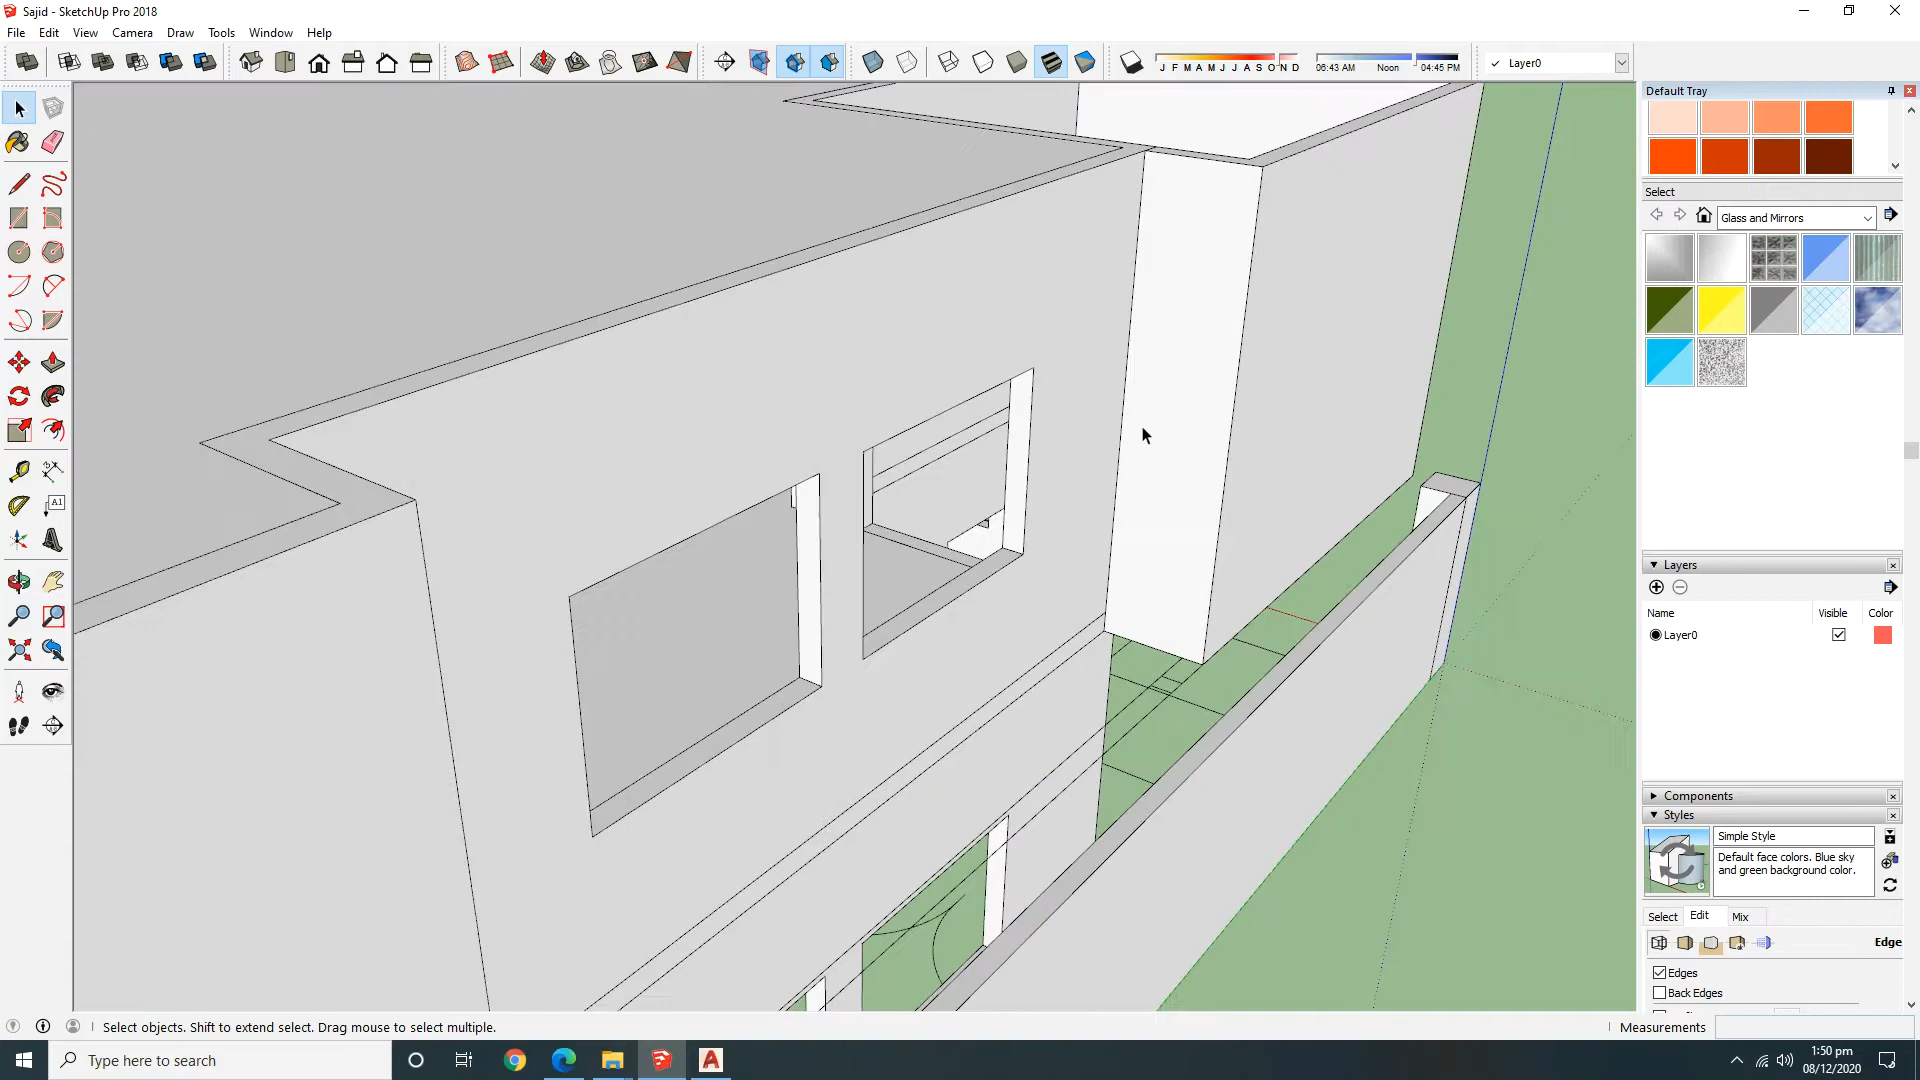 Sajid - SketchUp Pro 2018
File Edit View Camera Draw Tools Window Help
J F M A M J J A S O N D
06:43 AM Noon 04:45 PM
Layer0
Default Tray
Select
Glass and Mirrors
A1
Layers
Name Visible Color
Layer0
Components
Styles
Simple Style
Default face colors. Blue sky
and green background color.
Select Edit Mix
Edge
Edges
Back Edges
Select objects. Shift to extend select. Drag mouse to select multiple.
Measurements
Type here to search
1:50 pm
08/12/2020